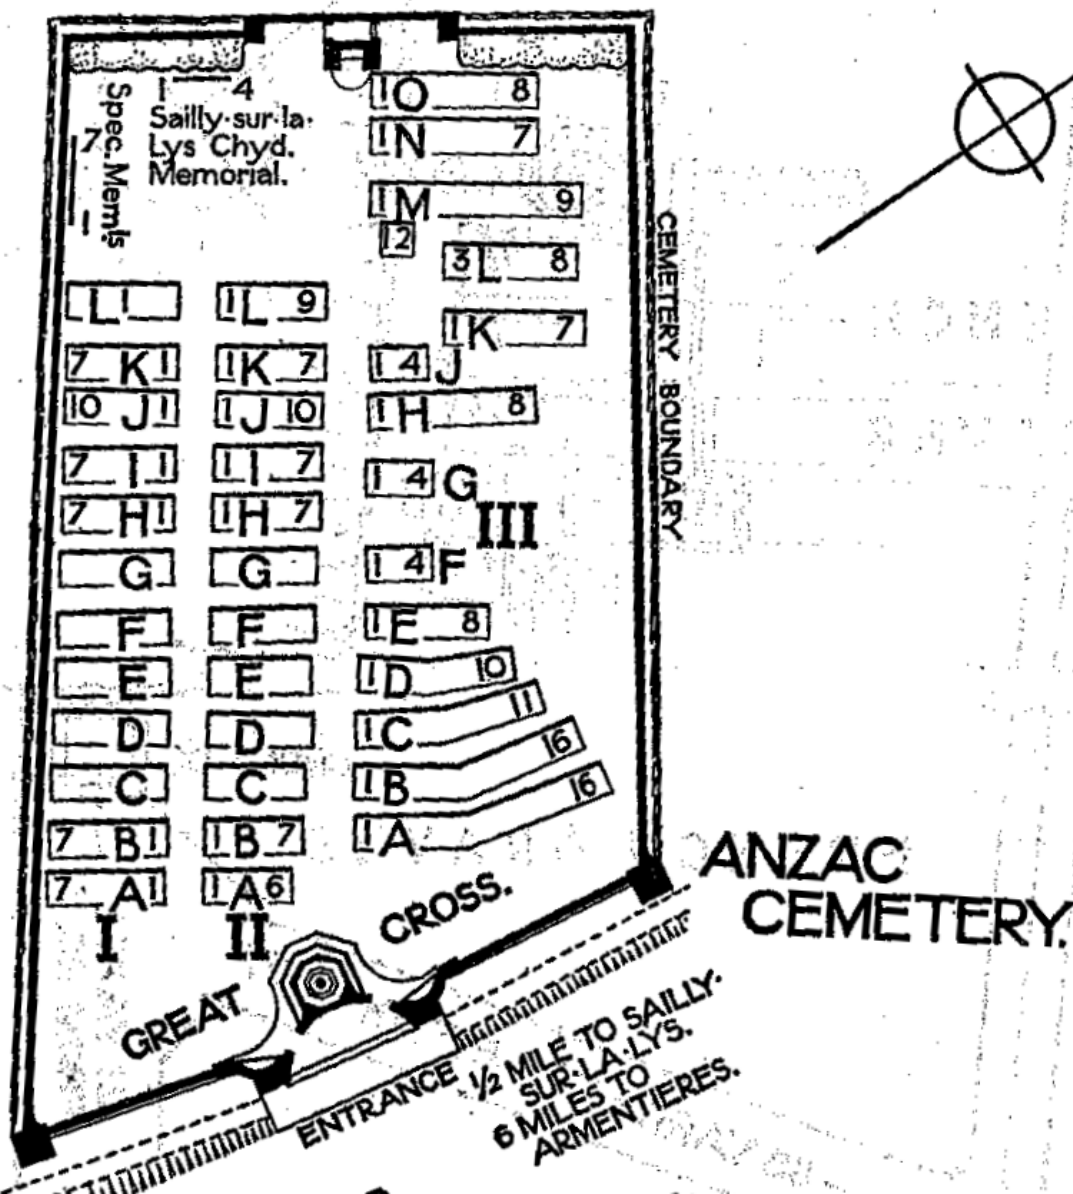 1 4
Sailly·sur·la·
Lys Chyd.
Memorial.
Spec. Mem!s
7
1
1 O 8
1 N 7
1 M 9
12
3 L 8
1 K 7
1 4 J
1 H 8
1 4 G
III
1 4 F
1 E 8
1 D 10
1 C 11
1 B 16
1 A 16
L 1
7 K 1
10 J 1
7 I 1
7 H 1
G
F
E
D
C
7 B 1
7 A 1
I
1 L 9
1 K 7
1 J 10
1 I 7
1 H 7
G
F
E
D
C
1 B 7
1 A 6
II
CEMETERY BOUNDARY
GREAT CROSS.
ENTRANCE
ANZAC
CEMETERY.
1/2 MILE TO SAILLY·
SUR·LA·LYS.
6 MILES TO
ARMENTIERES.